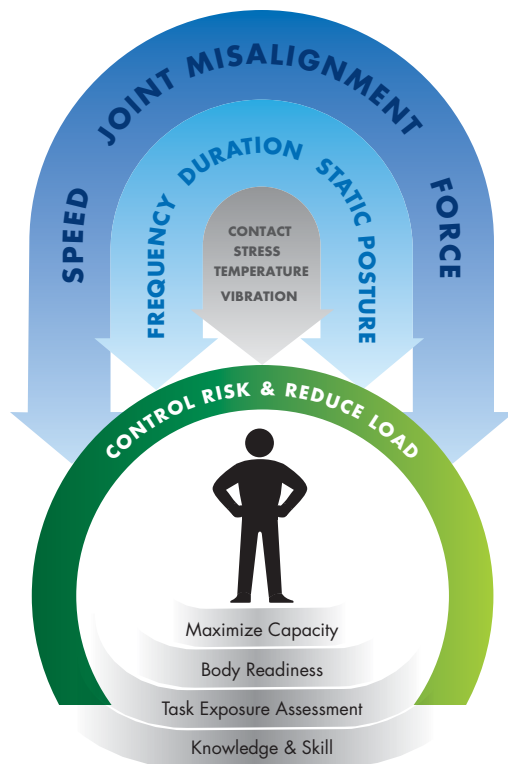 JOINT MISALIGNMENT
SPEED
FORCE
DURATION
FREQUENCY
STATIC POSTURE
CONTACT
STRESS
TEMPERATURE
VIBRATION
CONTROL RISK & REDUCE LOAD
Maximize Capacity
Body Readiness
Task Exposure Assessment
Knowledge & Skill